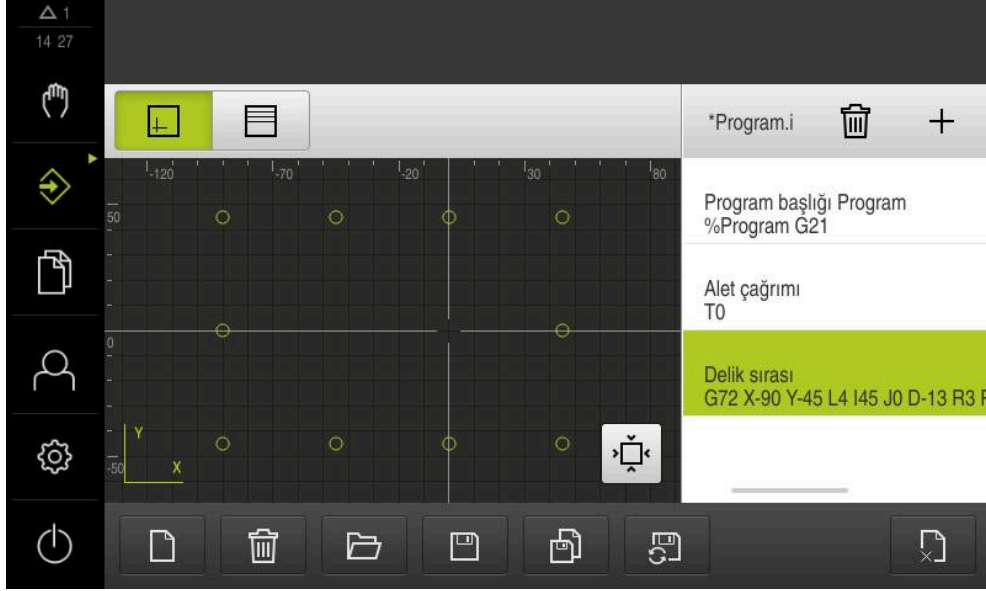 1
14 27
*Program.i
-120
-70
-20
30
80
50
0
-50
Y
X
Program başlığı Program
%Program G21
Alet çağrımı
T0
Delik sırası
G72 X-90 Y-45 L4 I45 J0 D-13 R3 F